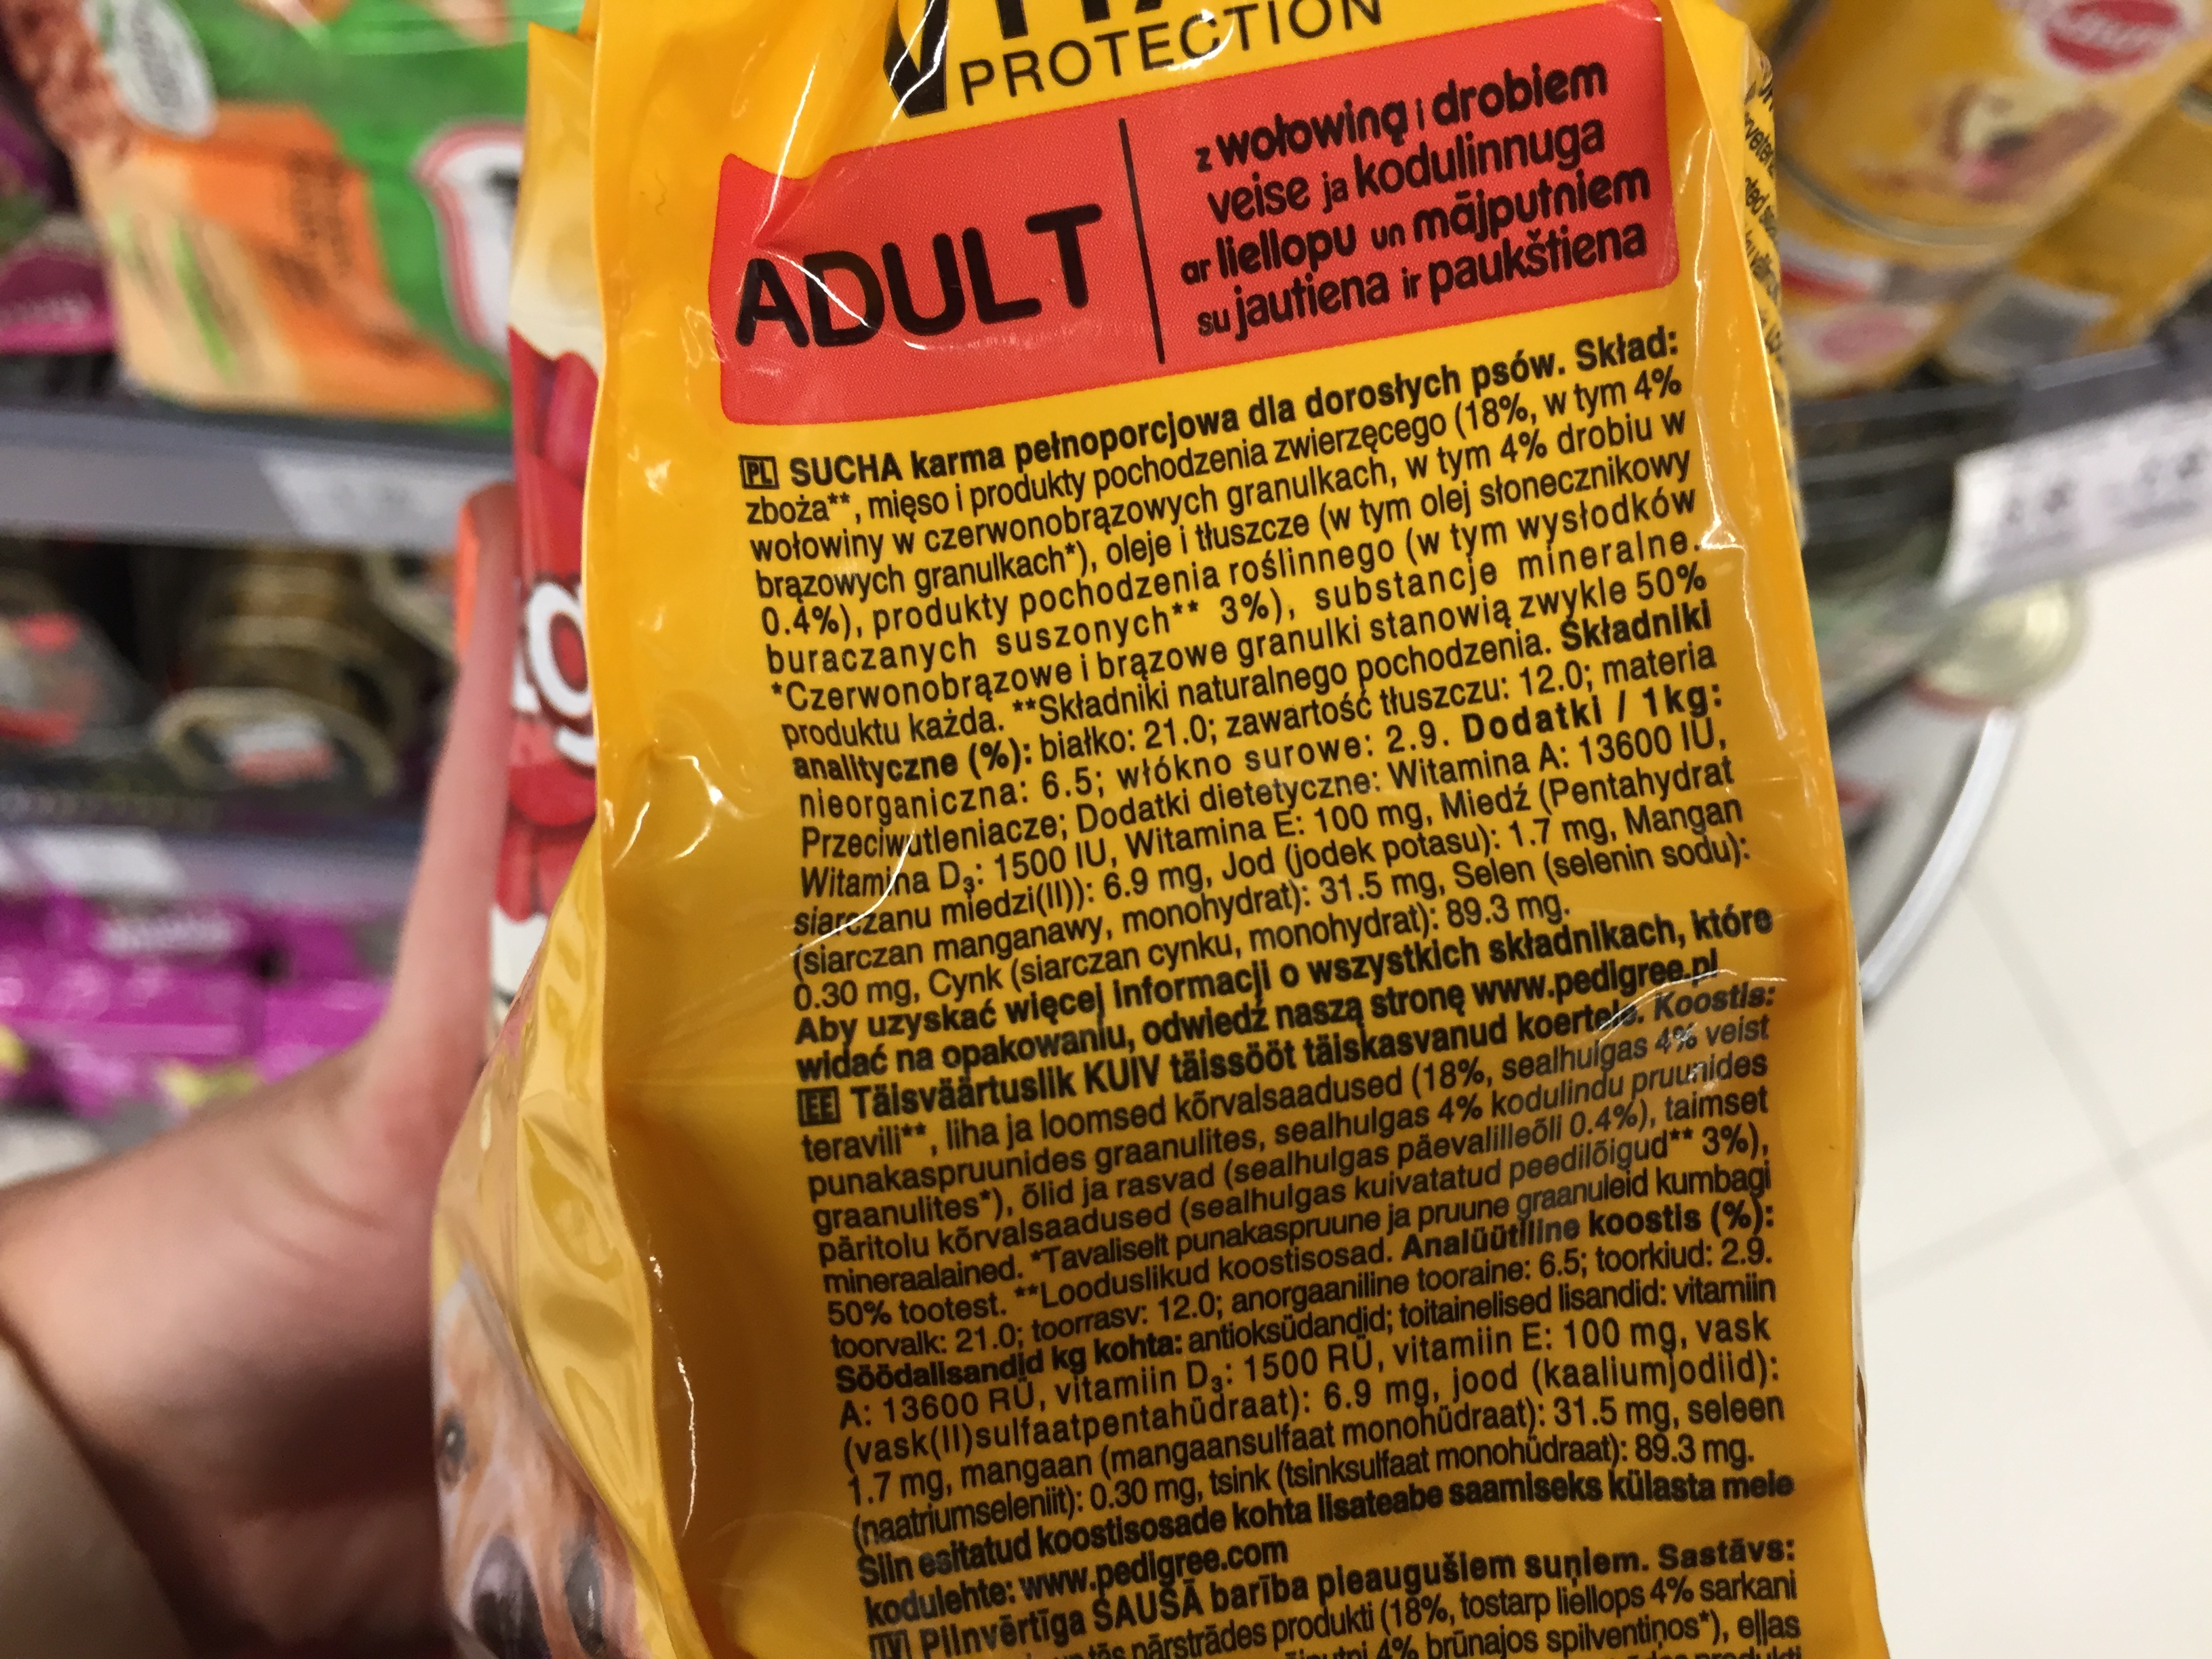 PROTECTION
ADULT
z wołowiną i drobiem
veise ja kodulinnuga
ar liellopu un mājputniem
su jautiena ir paukštiena
PL SUCHA karma pełnoporcjowa dla dorosłych psów. Skład:
zboża**, mięso i produkty pochodzenia zwierzęcego (18%, w tym 4%
wołowiny w czerwonobrązowych granulkach, w tym 4% drobiu w
brązowych granulkach*), oleje i tłuszcze (w tym olej słonecznikowy
0.4%), produkty pochodzenia roślinnego (w tym wysłodków
buraczanych suszonych** 3%), substancje mineralne.
*Czerwonobrązowe i brązowe granulki stanowią zwykle 50%
produktu każda. **Składniki naturalnego pochodzenia. Składniki
analityczne (%): białko: 21.0; zawartość tłuszczu: 12.0; materia
nieorganiczna: 6.5; włókno surowe: 2.9. Dodatki / 1kg:
Przeciwutleniacze; Dodatki dietetyczne: Witamina A: 13600 IU,
Witamina D3: 1500 IU, Witamina E: 100 mg, Miedź (Pentahydrat
siarczanu miedzi(II)): 6.9 mg, Jod (jodek potasu): 1.7 mg, Mangan
(siarczan manganawy, monohydrat): 31.5 mg, Selen (selenin sodu):
0.30 mg, Cynk (siarczan cynku, monohydrat): 89.3 mg.
Aby uzyskać więcej informacji o wszystkich składnikach, które
widać na opakowaniu, odwiedź naszą stronę www.pedigree.pl
EE Täisväärtuslik KUIV täissööt täiskasvanud koertele. Koostis:
teravili**, liha ja loomsed kõrvalsaadused (18%, sealhulgas 4% veist
punakaspruunides graanulites, sealhulgas 4% kodulindu pruunides
graanulites*), õlid ja rasvad (sealhulgas päevalilleõli 0.4%), taimset
päritolu kõrvalsaadused (sealhulgas kuivatatud peedilõigud** 3%),
mineraalained. *Tavaliselt punakaspruune ja pruune graanuleid kumbagi
50% tootest. **Looduslikud koostisosad. Analüütiline koostis (%):
toorvalk: 21.0; toorrasv: 12.0; anorgaaniline tooraine: 6.5; toorkiud: 2.9.
Söödalisandid kg kohta: antioksüdandid; toitainelised lisandid: vitamiin
A: 13600 RÜ, vitamiin D3: 1500 RÜ, vitamiin E: 100 mg, vask
(vask(II)sulfaatpentahüdraat): 6.9 mg, jood (kaaliumjodiid):
1.7 mg, mangaan (mangaansulfaat monohüdraat): 31.5 mg, seleen
(naatriumseleniit): 0.30 mg, tsink (tsinksulfaat monohüdraat): 89.3 mg.
Siin esitatud koostisosade kohta lisateabe saamiseks külasta meie
kodulehte: www.pedigree.com
LV Pilnvērtīga SAUSĀ barība pieaugušiem suņiem. Sastāvs:
pārstrādes produkti (18%, tostarp liellops 4% sarkani
4% brūnajos spilventiņos*), eļļas